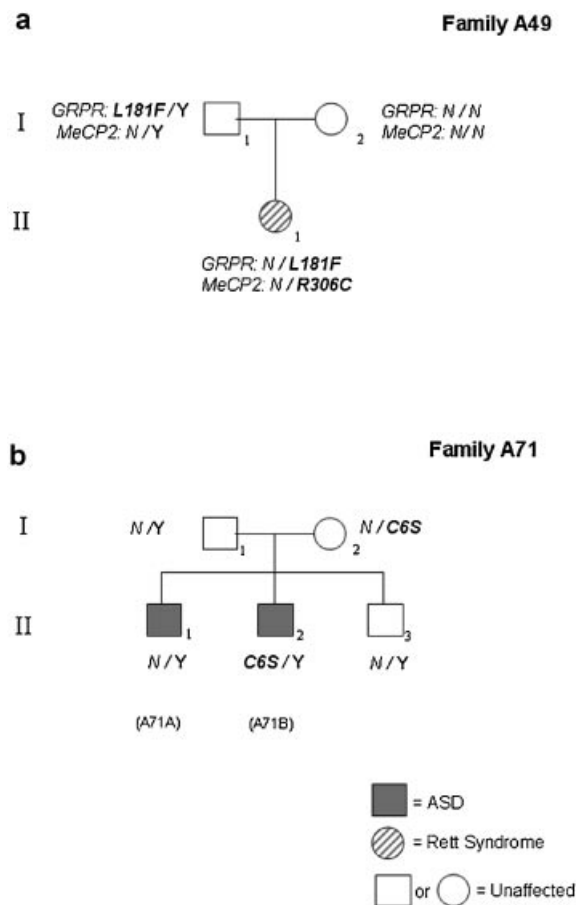 a
Family A49
GRPR: L181F/Y
MeCP2: N/Y
I
1
2
GRPR: N/N
MeCP2: N/N
II
1
GRPR: N/L181F
MeCP2: N/R306C
b
Family A71
I
N/Y
1
2
N/C6S
II
1
2
3
N/Y
C6S/Y
N/Y
(A71A)
(A71B)
= ASD
= Rett Syndrome
or = Unaffected